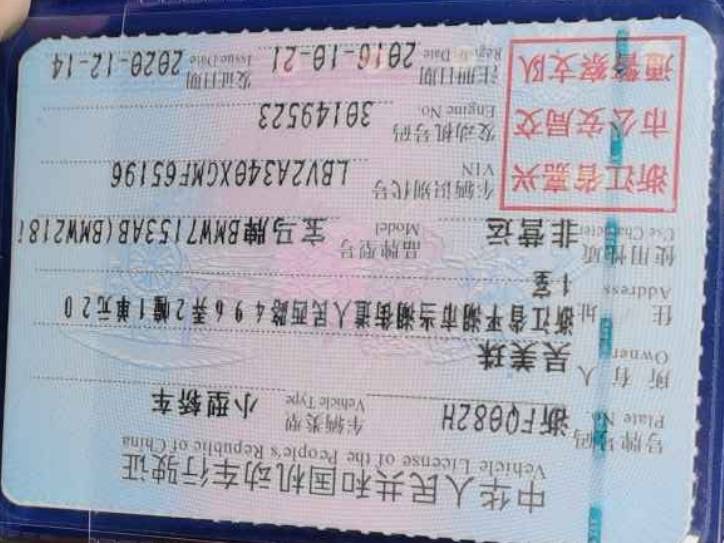 中华人民共和国机动车行驶证
Vehicle License of the People's Republic of China
号牌号码 浙FQ082H 车辆类型 小型轿车
Plate No. Vehicle Type
所有人 吴美珠
Owner
住址 浙江省平湖市当湖街道人民西路496弄2幢1单元20
Address 1室
使用性质 非营运 品牌型号 宝马牌BMW7153AB(BMW218i
Use Character Model
浙江省嘉兴
市公安局交
通警察支队
车辆识别代号 LBV2A340XGMF65196
VIN
发动机号码 30149523
Engine No.
注册日期 2016-10-21 发证日期 2020-12-14
Register Date Issue Date